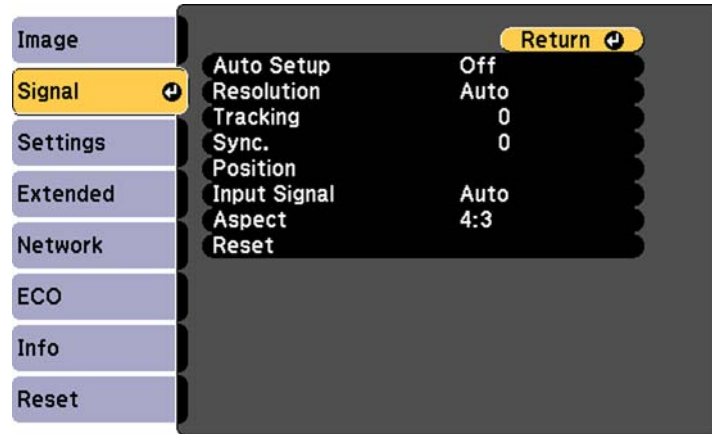 Image
Signal
Settings
Extended
Network
ECO
Info
Reset
Return
Auto Setup Off
Resolution Auto
Tracking 0
Sync. 0
Position
Input Signal Auto
Aspect 4:3
Reset